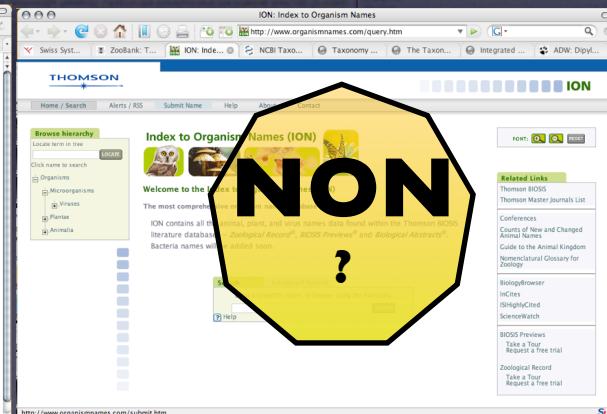 ION: Index to Organism Names
http://www.organismnames.com/query.htm
G
Swiss Syst...
ZooBank: T...
ION: Inde...
NCBI Taxo...
Taxonomy ...
The Taxon...
Integrated ...
ADW: Dipyl...
THOMSON
ION
Home / Search
Alerts / RSS
Submit Name
Help
Contact
Browse hierarchy
Locate term in tree
LOCATE
Click name to search
Organisms
Microorganisms
Viruses
Plantae
Animalia
Index to Organism Names (ION)
Welcome to the
The most comprehensive
ION contains all the animal, plant, and virus names data found within the Thomson BIOSIS
literature databases - Zoological Record®, BIOSIS Previews® and Biological Abstracts®.
Bacteria names will be added soon.
Help
NON
?
FONT:
RESET
Related Links
Thomson BIOSIS
Thomson Master Journals List
Conferences
Counts of New and Changed
Animal Names
Guide to the Animal Kingdom
Nomenclatural Glossary for
Zoology
BiologyBrowser
InCites
ISIHighlyCited
ScienceWatch
BIOSIS Previews
Take a Tour
Request a free trial
Zoological Record
Take a Tour
Request a free trial
http://www.organismnames.com/submit.htm